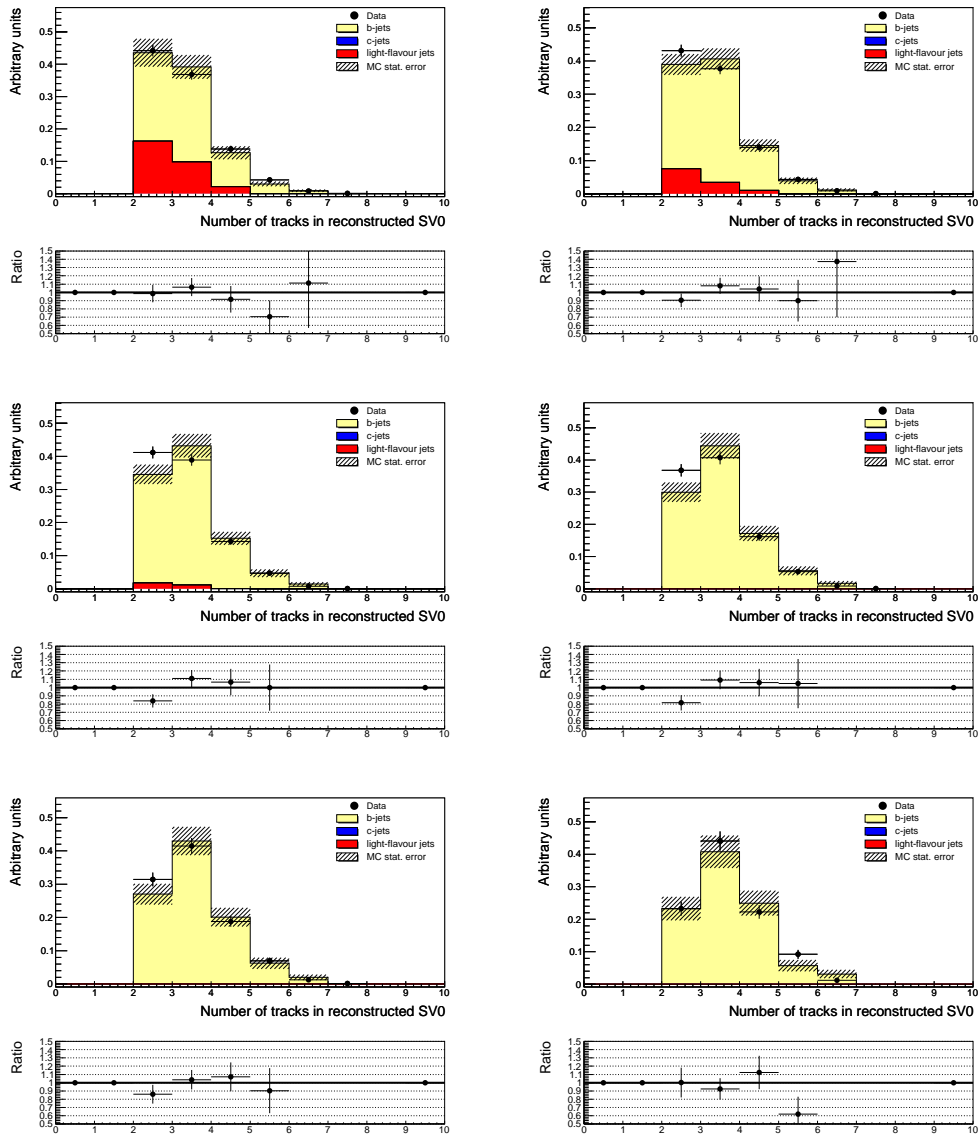 Arbitrary units
0.5
0.4
0.3
0.2
0.1
0
Data
b-jets
c-jets
light-flavour jets
MC stat. error
0 1 2 3 4 5 6 7 8 9 10
Number of tracks in reconstructed SV0
Ratio
1.5
1.4
1.3
1.2
1.1
1
0.9
0.8
0.7
0.6
0.5
0 1 2 3 4 5 6 7 8 9 10
Arbitrary units
0.5
0.4
0.3
0.2
0.1
0
Data
b-jets
c-jets
light-flavour jets
MC stat. error
0 1 2 3 4 5 6 7 8 9 10
Number of tracks in reconstructed SV0
Ratio
1.5
1.4
1.3
1.2
1.1
1
0.9
0.8
0.7
0.6
0.5
0 1 2 3 4 5 6 7 8 9 10
Arbitrary units
0.5
0.4
0.3
0.2
0.1
0
Data
b-jets
c-jets
light-flavour jets
MC stat. error
0 1 2 3 4 5 6 7 8 9 10
Number of tracks in reconstructed SV0
Ratio
1.5
1.4
1.3
1.2
1.1
1
0.9
0.8
0.7
0.6
0.5
0 1 2 3 4 5 6 7 8 9 10
Arbitrary units
0.5
0.4
0.3
0.2
0.1
0
Data
b-jets
c-jets
light-flavour jets
MC stat. error
0 1 2 3 4 5 6 7 8 9 10
Number of tracks in reconstructed SV0
Ratio
1.5
1.4
1.3
1.2
1.1
1
0.9
0.8
0.7
0.6
0.5
0 1 2 3 4 5 6 7 8 9 10
Arbitrary units
0.5
0.4
0.3
0.2
0.1
0
Data
b-jets
c-jets
light-flavour jets
MC stat. error
0 1 2 3 4 5 6 7 8 9 10
Number of tracks in reconstructed SV0
Ratio
1.5
1.4
1.3
1.2
1.1
1
0.9
0.8
0.7
0.6
0.5
0 1 2 3 4 5 6 7 8 9 10
Arbitrary units
0.5
0.4
0.3
0.2
0.1
0
Data
b-jets
c-jets
light-flavour jets
MC stat. error
0 1 2 3 4 5 6 7 8 9 10
Number of tracks in reconstructed SV0
Ratio
1.5
1.4
1.3
1.2
1.1
1
0.9
0.8
0.7
0.6
0.5
0 1 2 3 4 5 6 7 8 9 10